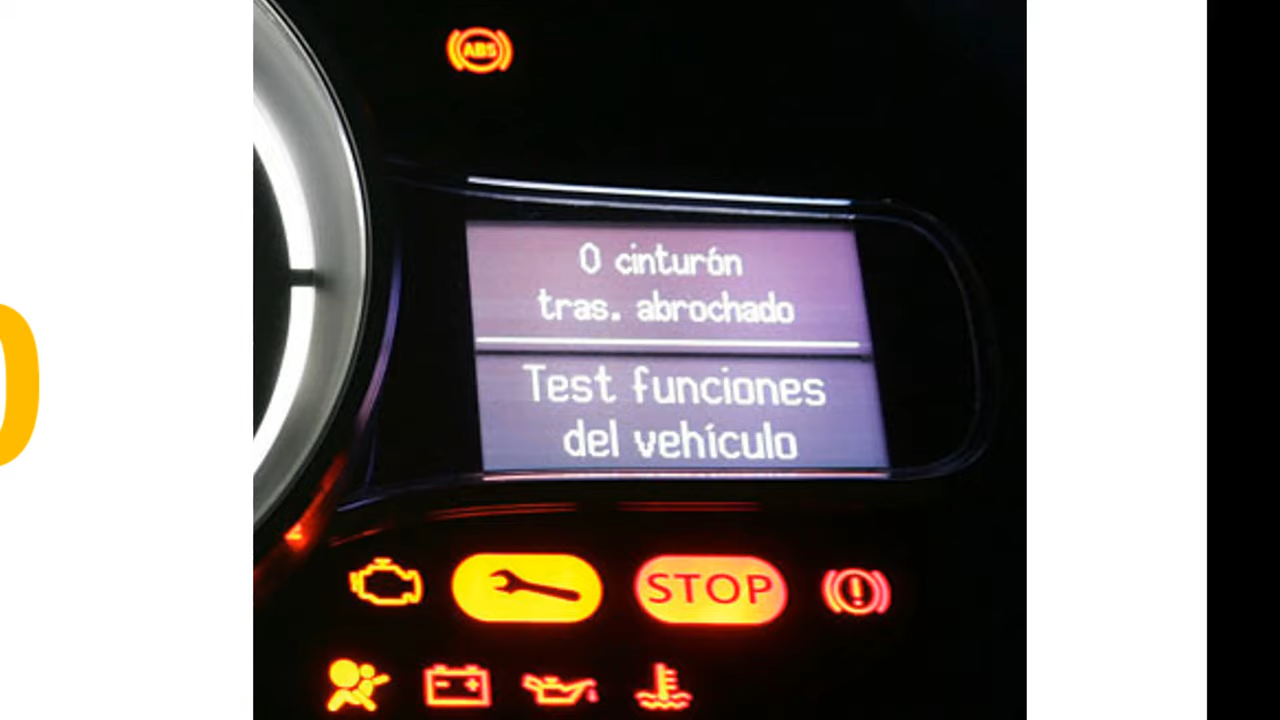 ABS
0 cinturón
tras. abrochado
Test funciones
del vehículo
STOP